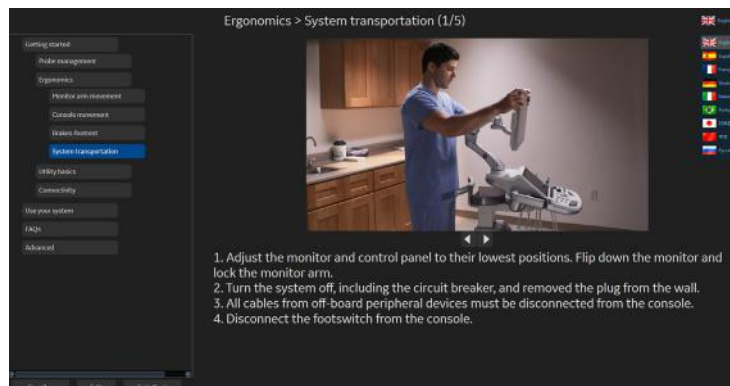 Ergonomics > System transportation (1/5)
Getting started
Probe management
Ergonomics
Monitor arm movement
Console movement
Brakes footrest
System transportation
Utility basics
Connectivity
Use your system
FAQs
Advanced
1. Adjust the monitor and control panel to their lowest positions. Flip down the monitor and
lock the monitor arm.
2. Turn the system off, including the circuit breaker, and removed the plug from the wall.
3. All cables from off-board peripheral devices must be disconnected from the console.
4. Disconnect the footswitch from the console.